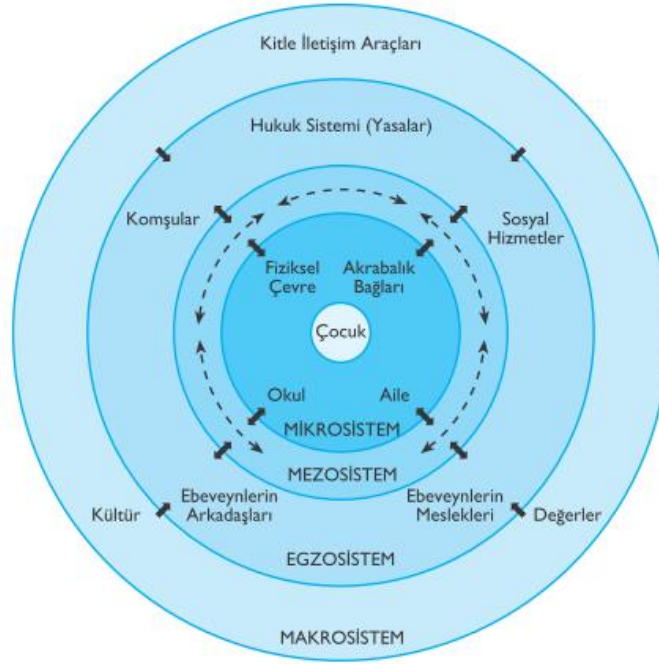 Kitle İletişim Araçları
Hukuk Sistemi (Yasalar)
Komşular
Sosyal
Hizmetler
Fiziksel
Çevre
Akrabalık
Bağları
Çocuk
Okul
Aile
MİKROSİSTEM
MEZOSİSTEM
Kültür
Ebeveynlerin
Arkadaşları
Ebeveynlerin
Meslekleri
Değerler
EGZOSİSTEM
MAKROSİSTEM